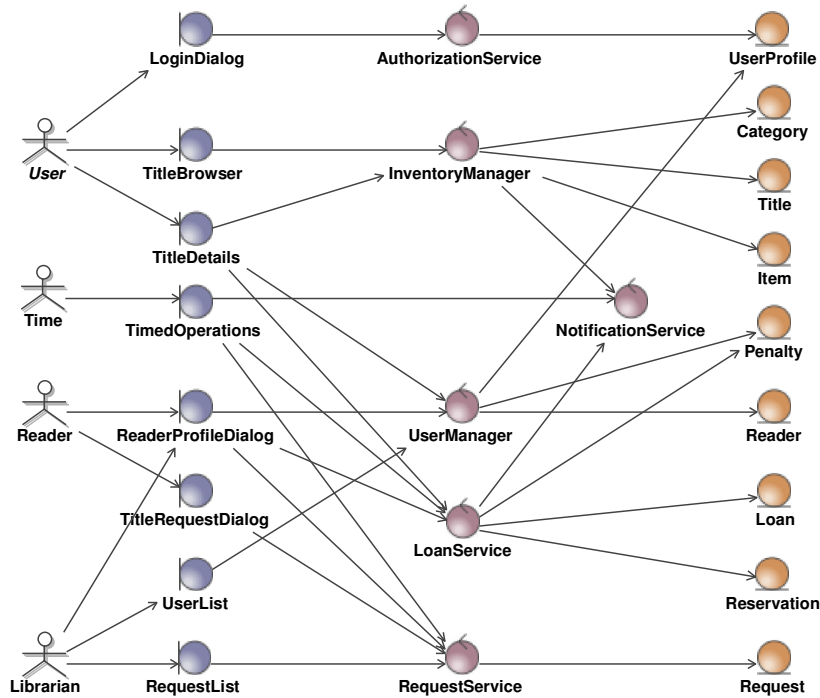 LoginDialog
AuthorizationService
UserProfile
Category
User
TitleBrowser
InventoryManager
Title
TitleDetails
Item
Time
TimedOperations
NotificationService
Penalty
Reader
ReaderProfileDialog
UserManager
Reader
TitleRequestDialog
Loan
LoanService
UserList
Reservation
Librarian
RequestList
RequestService
Request